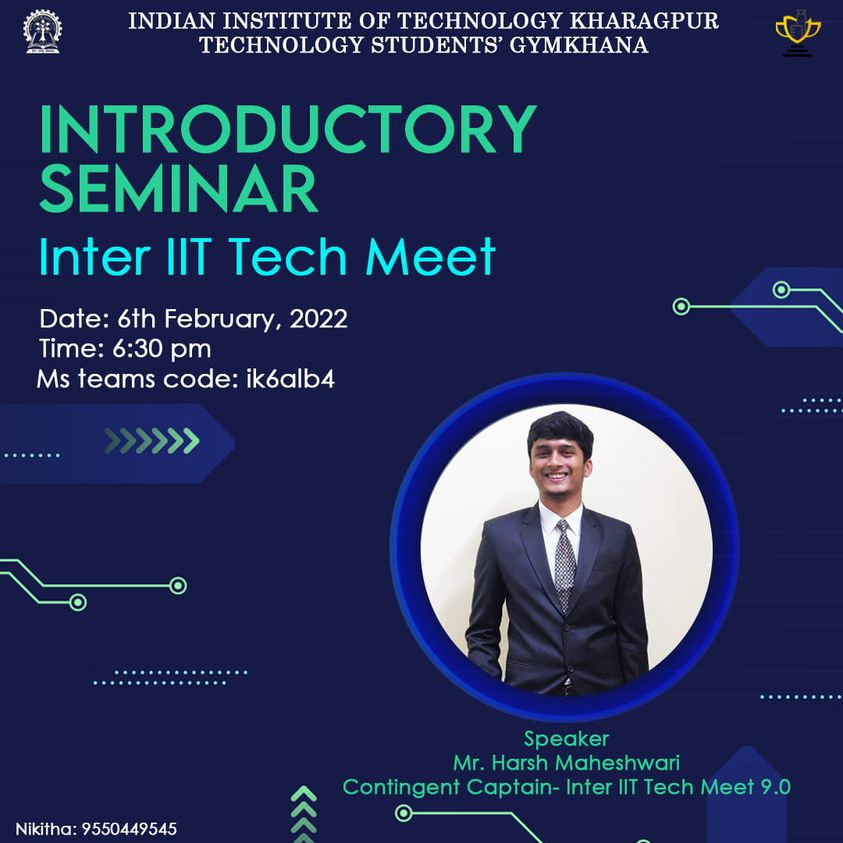 INDIAN INSTITUTE OF TECHNOLOGY KHARAGPUR
TECHNOLOGY STUDENTS' GYMKHANA
INTRODUCTORY
SEMINAR
Inter IIT Tech Meet
Date: 6th February, 2022
Time: 6:30 pm
Ms teams code: ik6alb4
Speaker
Mr. Harsh Maheshwari
Contingent Captain- Inter IIT Tech Meet 9.0
Nikitha: 9550449545